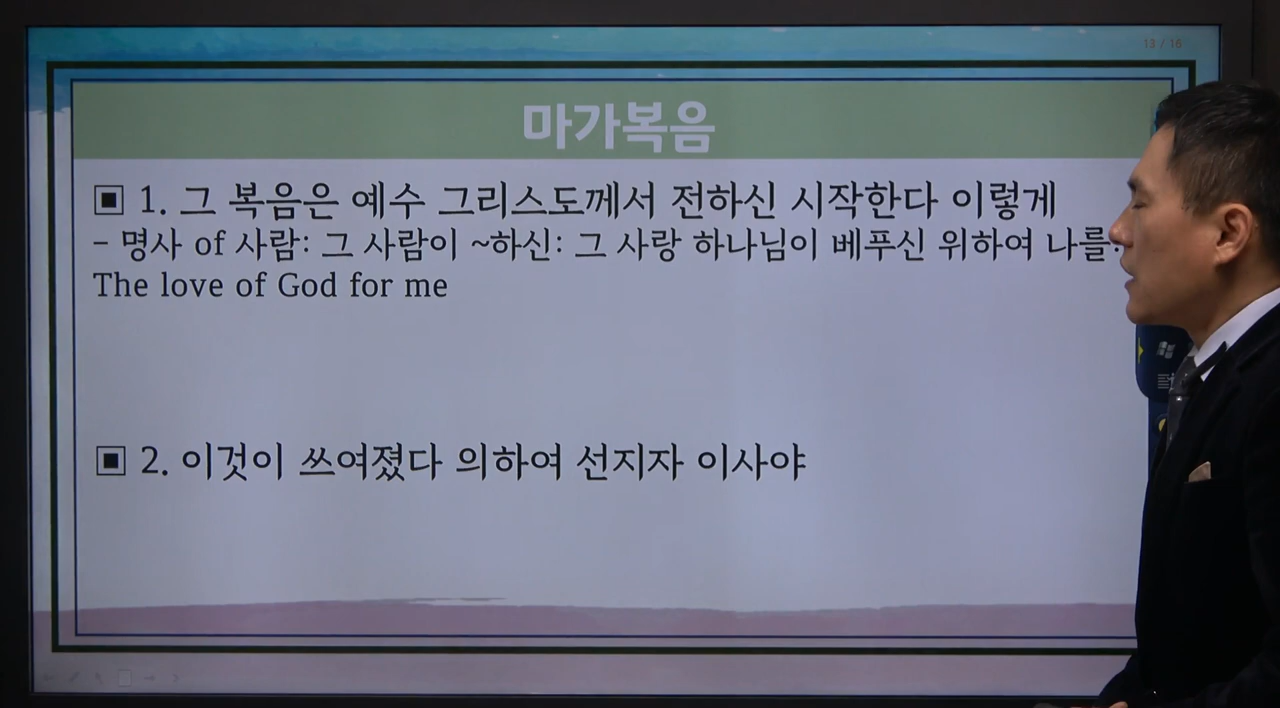 13 / 16
마가복음
▣ 1. 그 복음은 예수 그리스도께서 전하신 시작한다 이렇게
– 명사 of 사람: 그 사람이 ~하신: 그 사랑 하나님이 베푸신 위하여 나를:
The love of God for me
▣ 2. 이것이 쓰여졌다 의하여 선지자 이사야